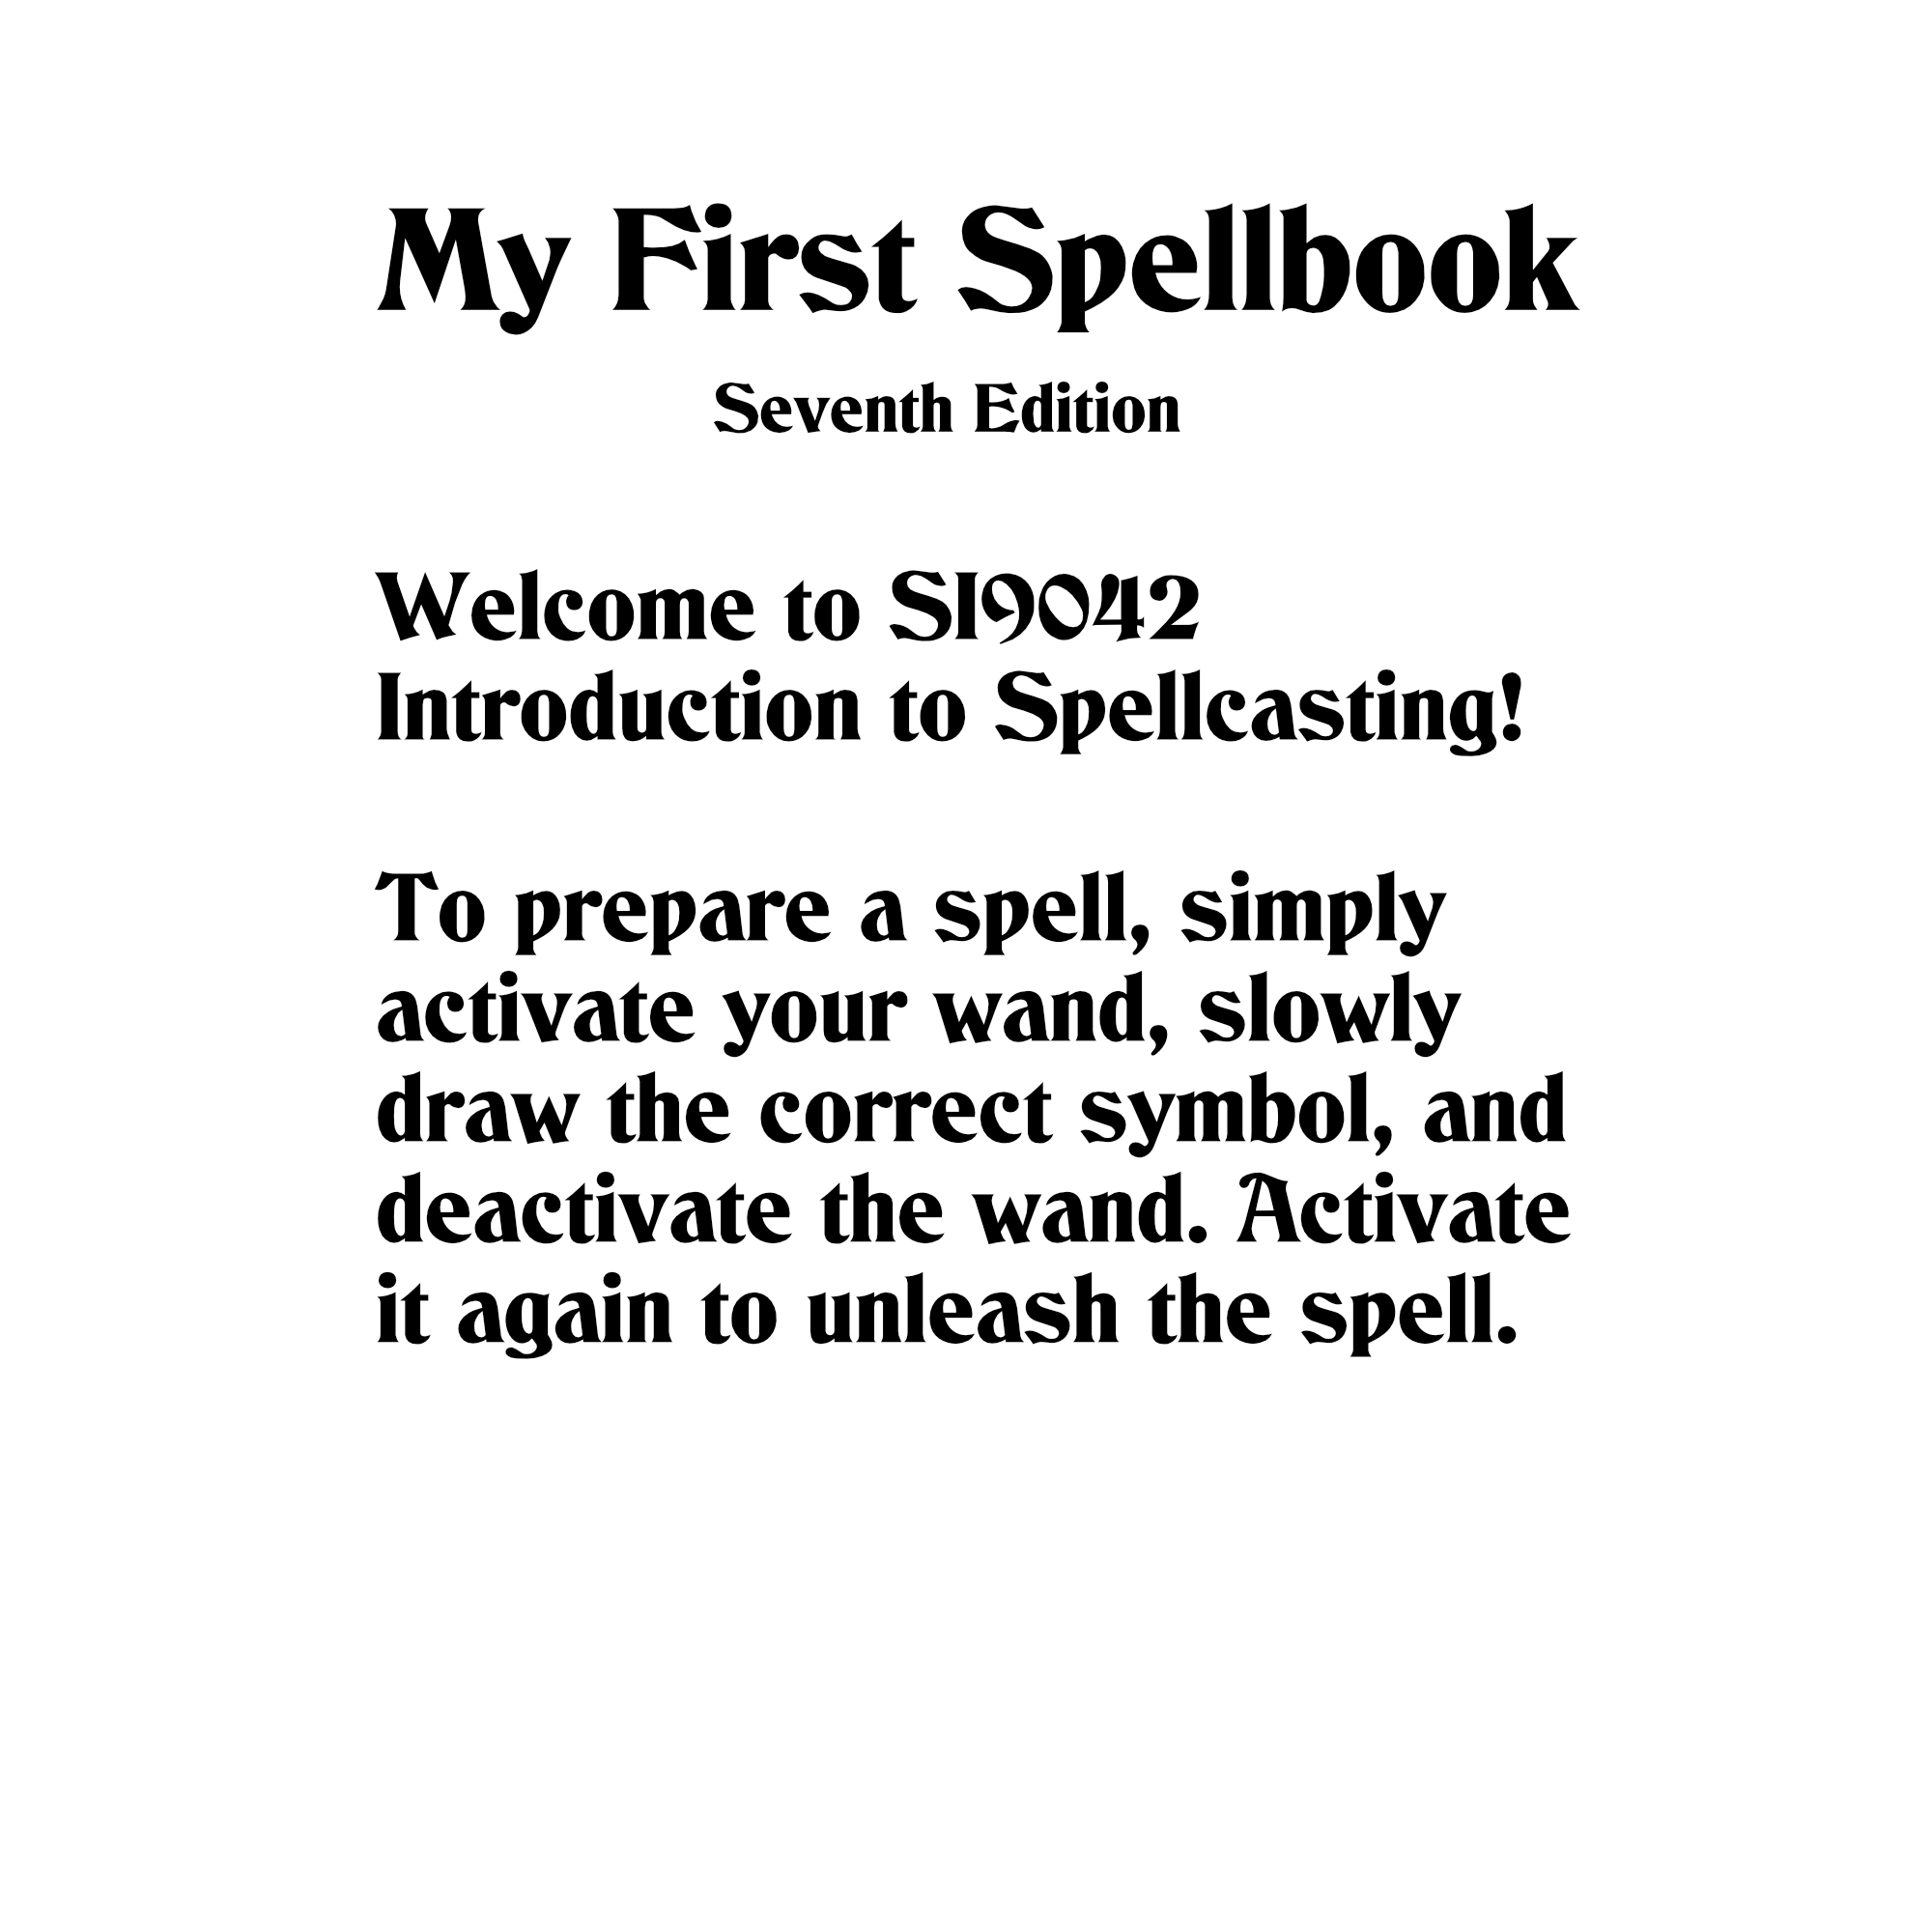 My First Spellbook
Seventh Edition
Welcome to SI9042
Introduction to Spellcasting!
To prepare a spell, simply
activate your wand, slowly
draw the correct symbol, and
deactivate the wand. Activate
it again to unleash the spell.